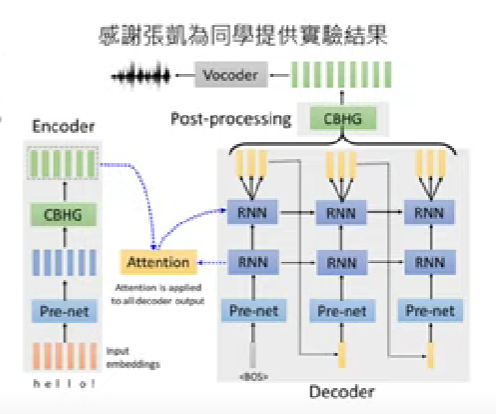 感謝張凱為同學提供實驗結果
Vocoder
Post-processing
CBHG
Encoder
CBHG
Pre-net
Input
embeddings
hello!
Attention
Attention is applied
to all decoder output
RNN
RNN
RNN
RNN
RNN
RNN
Pre-net
Pre-net
Pre-net
<BOS>
Decoder